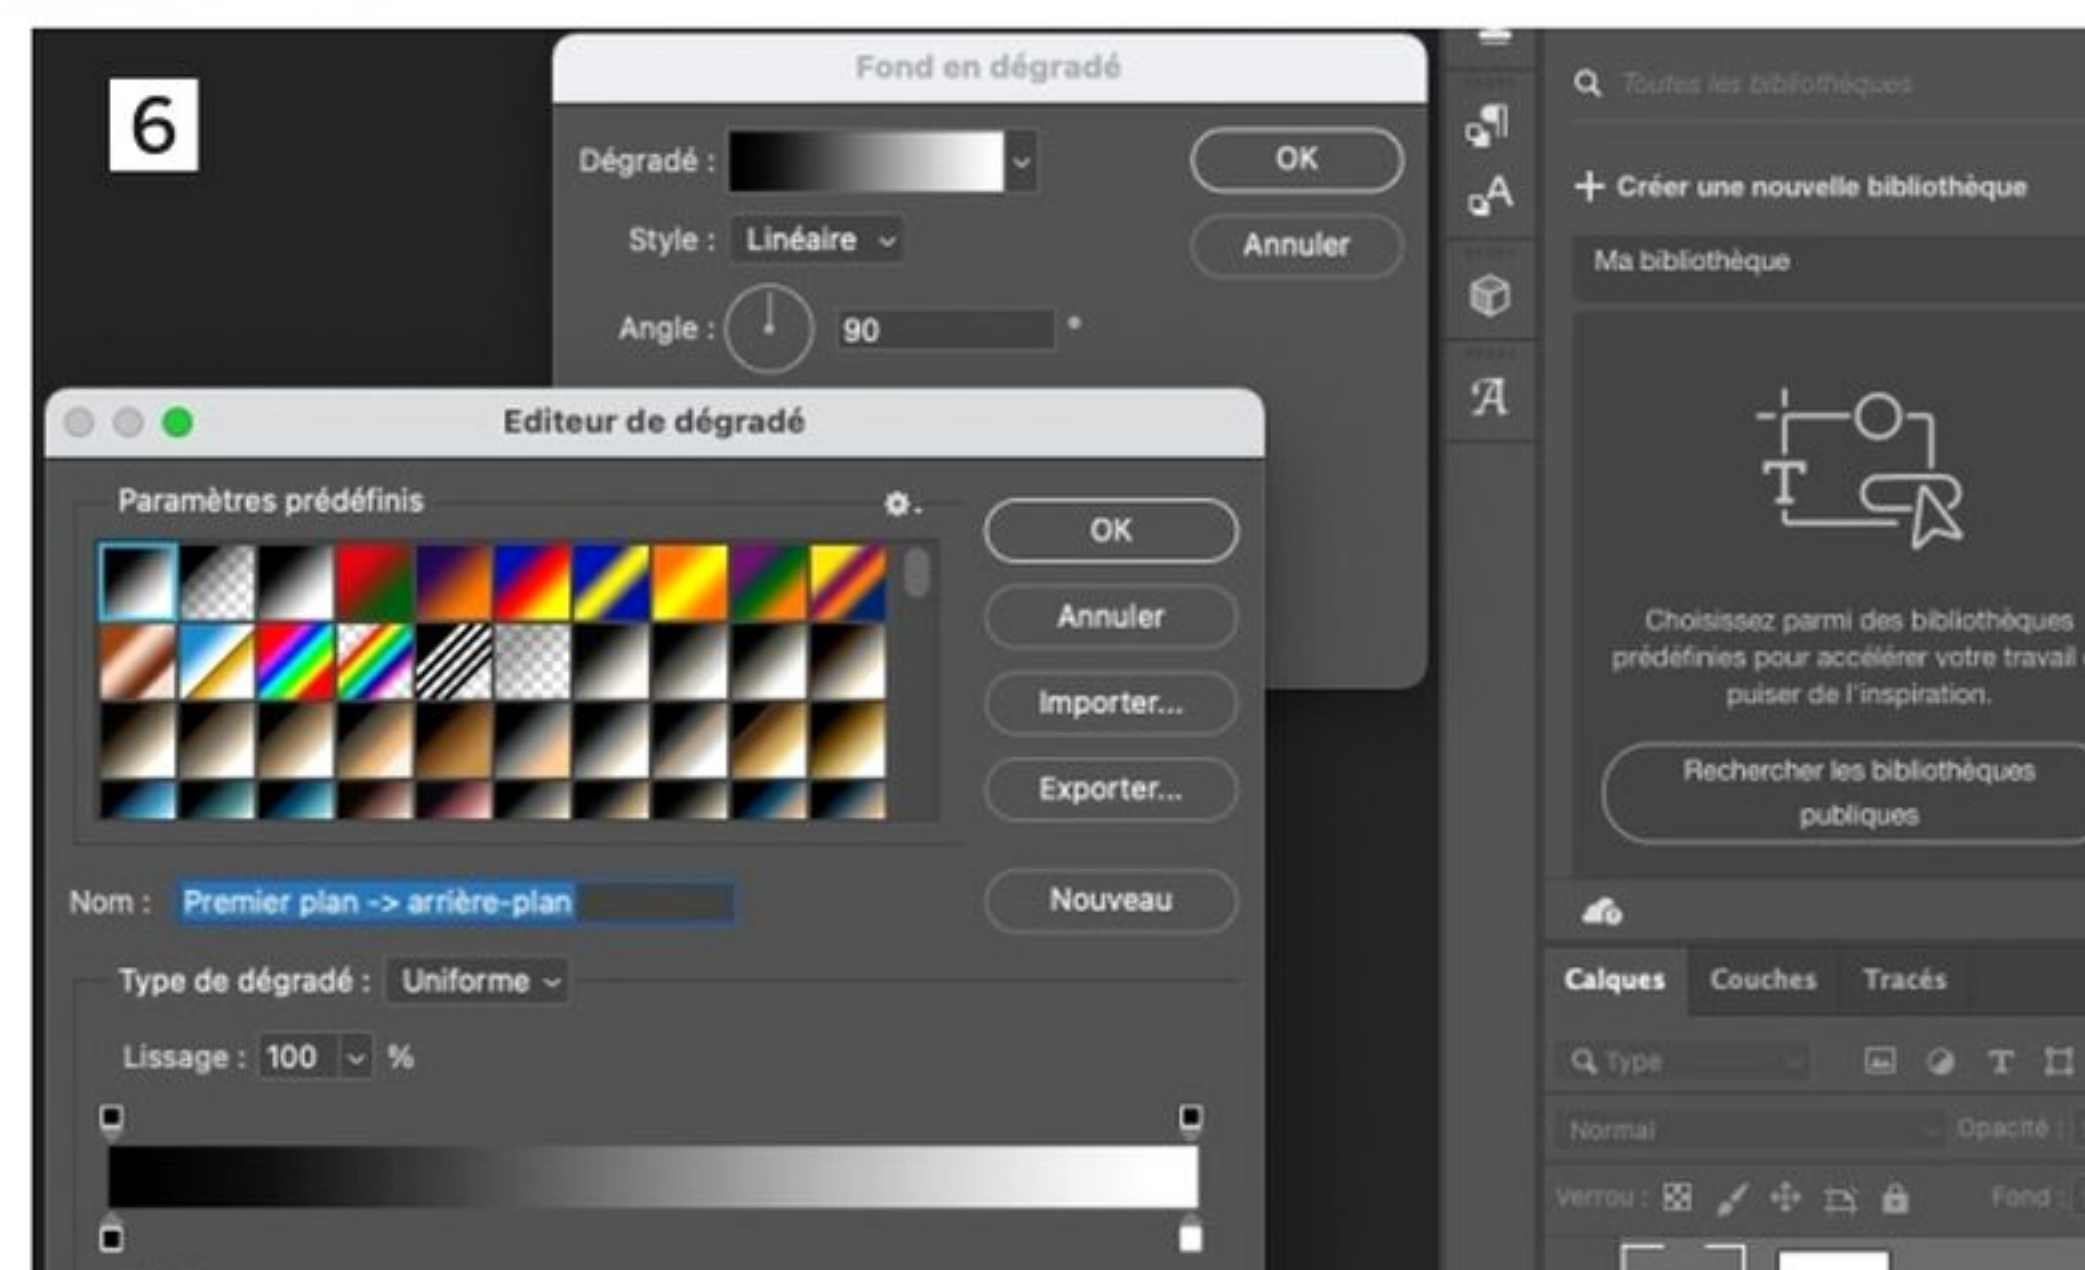 6
Fond en dégradé
Dégradé :
OK
Style : Linéaire
Annuler
Angle : 90 °
Editeur de dégradé
Paramètres prédéfinis
OK
Annuler
Importer...
Exporter...
Nom : Premier plan -> arrière-plan
Nouveau
Type de dégradé : Uniforme
Lissage : 100 %
Toutes les bibliothèques
+ Créer une nouvelle bibliothèque
Ma bibliothèque
Choisissez parmi des bibliothèques
prédéfinies pour accélérer votre travail
puiser de l'inspiration.
Rechercher les bibliothèques
publiques
Calques Couches Tracés
Type
Normal Opacité :
Verrou : Fond :